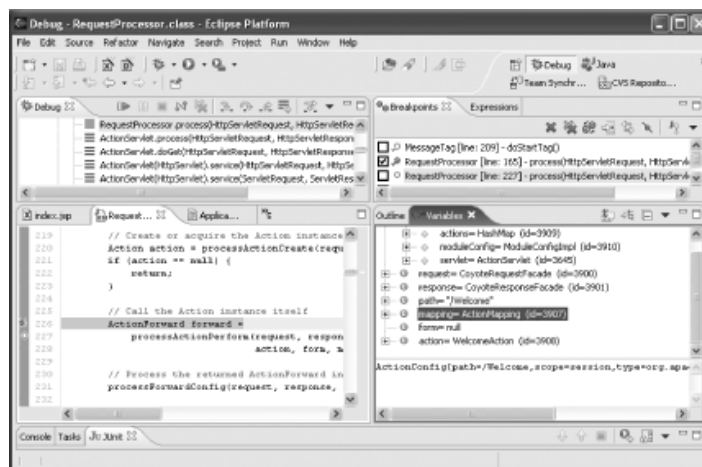 Debug - RequestProcessor.class - Eclipse Platform
File Edit Source Refactor Navigate Search Project Run Window Help
Debug Java
Team Synchr... CVS Reposito...
Debug
RequestProcessor.process(HttpServletRequest, HttpServletRe
ActionServlet.process(HttpServletRequest, HttpServletRespon
ActionServlet.doGet(HttpServletRequest, HttpServletResponse
ActionServlet(HttpServlet).service(HttpServletRequest, HttpSe
ActionServlet(HttpServlet).service(ServletRequest, ServletRes
Breakpoints Expressions
MessageTag [line: 209] - doStartTag()
RequestProcessor [line: 165] - process(HttpServletRequest, HttpServ
RequestProcessor [line: 227] - process(HttpServletRequest, HttpServ
index.jsp Request... Applica...
219 // Create or acquire the Action instance
220 Action action = processActionCreate(requ
221 if (action == null) {
222 return;
223 }
224
225 // Call the Action instance itself
226 ActionForward forward =
227 processActionPerform(request, respon
228 action, form, m
229
230 // Process the returned ActionForward in
231 processForwardConfig(request, response,
232
Outline Variables
actions= HashMap (id=3909)
moduleConfig= ModuleConfigImpl (id=3910)
servlet= ActionServlet (id=3645)
request= CoyoteRequestFacade (id=3900)
response= CoyoteResponseFacade (id=3901)
path= "/Welcome"
mapping= ActionMapping (id=3907)
form= null
action= WelcomeAction (id=3908)
ActionConfig[path=/Welcome,scope=session,type=org.apa
Console Tasks JUnit